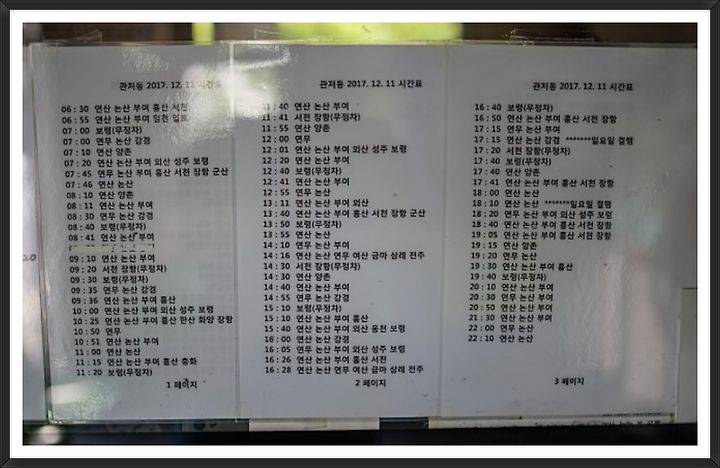 관저동 2017. 12. 11 시간표
06 : 30 연산 논산 부여 홍산 서천
06 : 55 연산 논산 부여 임천
07 : 00 보령(무정차)
07 : 00 연무 논산 강경
07 : 10 연산 양촌
07 : 20 연산 논산 부여 외산 성주 보령
07 : 45 연무 논산 부여 홍산 서천 장항 군산
07 : 46 연산 논산
08 : 10 연산 양촌
08 : 11 연산 논산 부여
08 : 30 연무 논산 강경
08 : 40 보령(무정차)
08 : 41 연산 논산 부여
09 : 10 연산 논산 부여
09 : 20 서천 장항(무정차)
09 : 30 보령(무정차)
09 : 35 연무 논산 강경
09 : 36 연산 논산 부여 홍산
10 : 00 연산 논산 부여 외산 성주 보령
10 : 25 연산 논산 부여 홍산 한산 화양 장항
10 : 50 연무
10 : 51 연산 논산 부여
11 : 00 연산 논산
11 : 15 연산 논산 부여 홍산 충화
11 : 20 보령(무정차)
1 페이지
관저동 2017. 12. 11 시간표
11 : 40 연산 논산 부여
11 : 41 서천 장항(무정차)
11 : 55 연산 양촌
12 : 00 연무
12 : 01 연산 논산 부여 외산 성주 보령
12 : 20 연산 논산 부여
12 : 40 보령(무정차)
12 : 41 연산 논산 부여
12 : 55 연무 논산
13 : 11 연산 논산 부여 외산
13 : 40 연산 논산 부여 홍산 서천 장항 군산
13 : 50 보령(무정차)
13 : 55 연산 논산
14 ; 10 연무 논산 부여
14 : 16 연산 논산 연무 여산 금마 삼례 전주
14 : 30 서천 장항(무정차)
14 : 30 연산 양촌
14 : 40 연산 논산 부여
14 : 55 연무 논산 강경
15 : 10 보령(무정차)
15 : 10 연산 논산 부여 홍산
15 : 40 연산 논산 부여 외산 웅천 보령
16 : 00 연산 논산 강경
16 : 05 연무 논산 부여 외산 성주 보령
16 : 26 연산 논산 부여 홍산 서천
16 : 28 연산 논산 연무 여산 금마 삼례 전주
2 페이지
관저동 2017. 12. 11 시간표
16 : 40 보령(무정차)
16 : 50 연산 논산 부여 홍산 서천 장항
17 : 15 연무 논산 부여
17 : 15 연산 논산 강경 *******일요일 결행
17 : 20 서천 장항(무정차)
17 : 40 보령(무정차)
17 : 40 연산 양촌
17 : 41 연산 논산 부여 홍산 서천 장항
18 : 00 연산 논산
18 : 10 연산 논산 *******일요일 결행
18 : 20 연무 논산 부여 외산 성주 보령
18 : 40 연산 논산 부여 홍산 서천 장항
19 : 05 연산 논산 부여 홍산 서천 장항
19 : 15 연산 양촌
19 : 20 연무 논산
19 : 30 연산 논산 부여 홍산
19 : 40 보령(무정차)
20 : 10 연산 논산 부여
20 : 30 연무 논산 부여
20 : 50 연산 논산 부여
21 : 30 연산 논산 부여
22 : 00 연무 논산
22 : 10 연산 논산
3 페이지